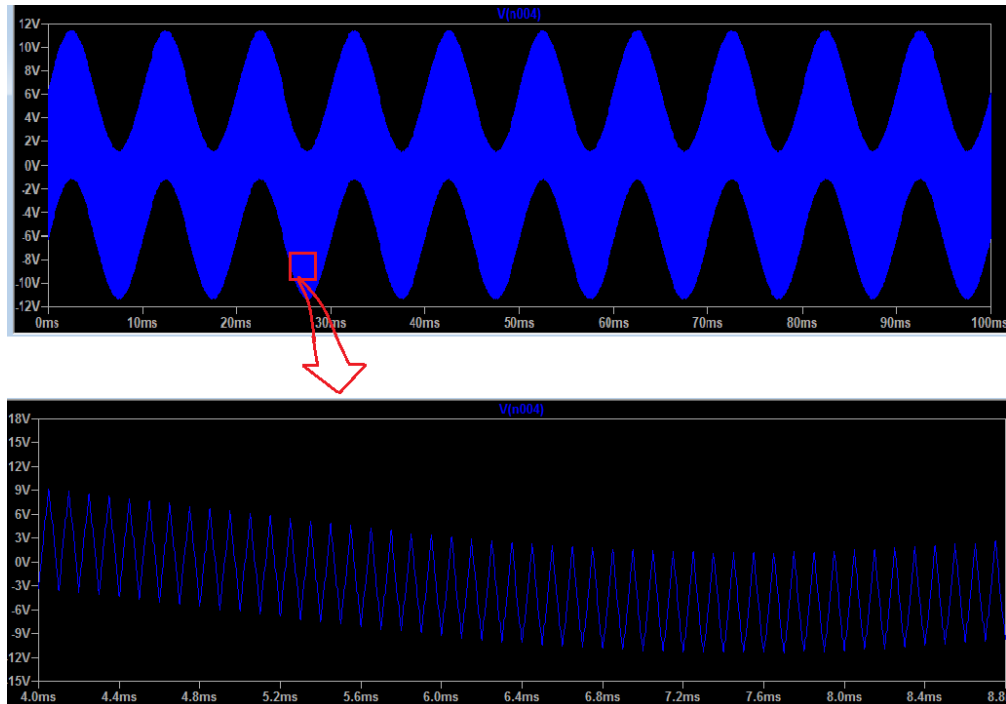 V(n004)
12V
10V
8V
6V
4V
2V
0V
-2V
-4V
-6V
-8V
-10V
-12V
0ms 10ms 20ms 30ms 40ms 50ms 60ms 70ms 80ms 90ms 100ms
V(n004)
18V
15V
12V
9V
6V
3V
0V
-3V
-6V
-9V
-12V
-15V
4.0ms 4.4ms 4.8ms 5.2ms 5.6ms 6.0ms 6.4ms 6.8ms 7.2ms 7.6ms 8.0ms 8.4ms 8.8